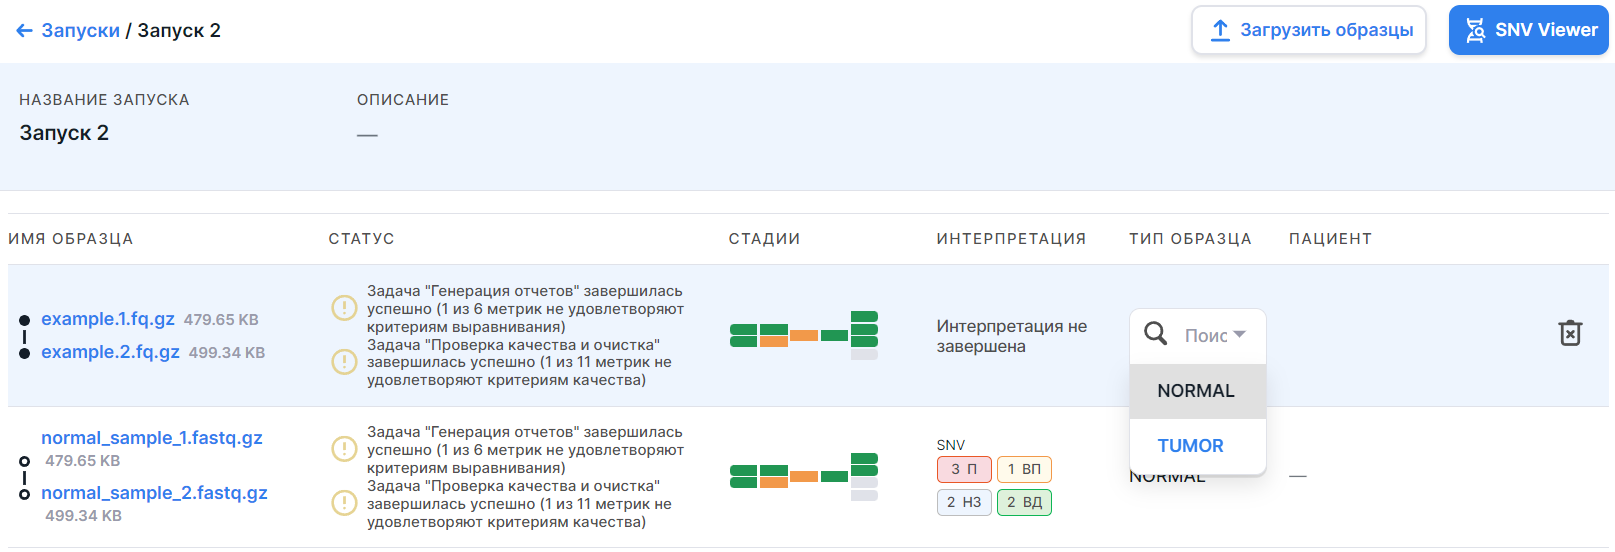 Запуски / Запуск 2
Загрузить образцы
SNV Viewer
НАЗВАНИЕ ЗАПУСКА
ОПИСАНИЕ
Запуск 2
—
ИМЯ ОБРАЗЦА
СТАТУС
СТАДИИ
ИНТЕРПРЕТАЦИЯ
ТИП ОБРАЗЦА
ПАЦИЕНТ
example.1.fq.gz 479.65 KB
example.2.fq.gz 499.34 KB
Задача "Генерация отчетов" завершилась
успешно (1 из 6 метрик не удовлетворяют
критериям выравнивания)
Задача "Проверка качества и очистка"
завершилась успешно (1 из 11 метрик не
удовлетворяют критериям качества)
Интерпретация не
завершена
Поис
NORMAL
TUMOR
normal_sample_1.fastq.gz
479.65 KB
normal_sample_2.fastq.gz
499.34 KB
Задача "Генерация отчетов" завершилась
успешно (1 из 6 метрик не удовлетворяют
критериям выравнивания)
Задача "Проверка качества и очистка"
завершилась успешно (1 из 11 метрик не
удовлетворяют критериям качества)
SNV
3 П
1 ВП
2 НЗ
2 ВД
NORMAL
—